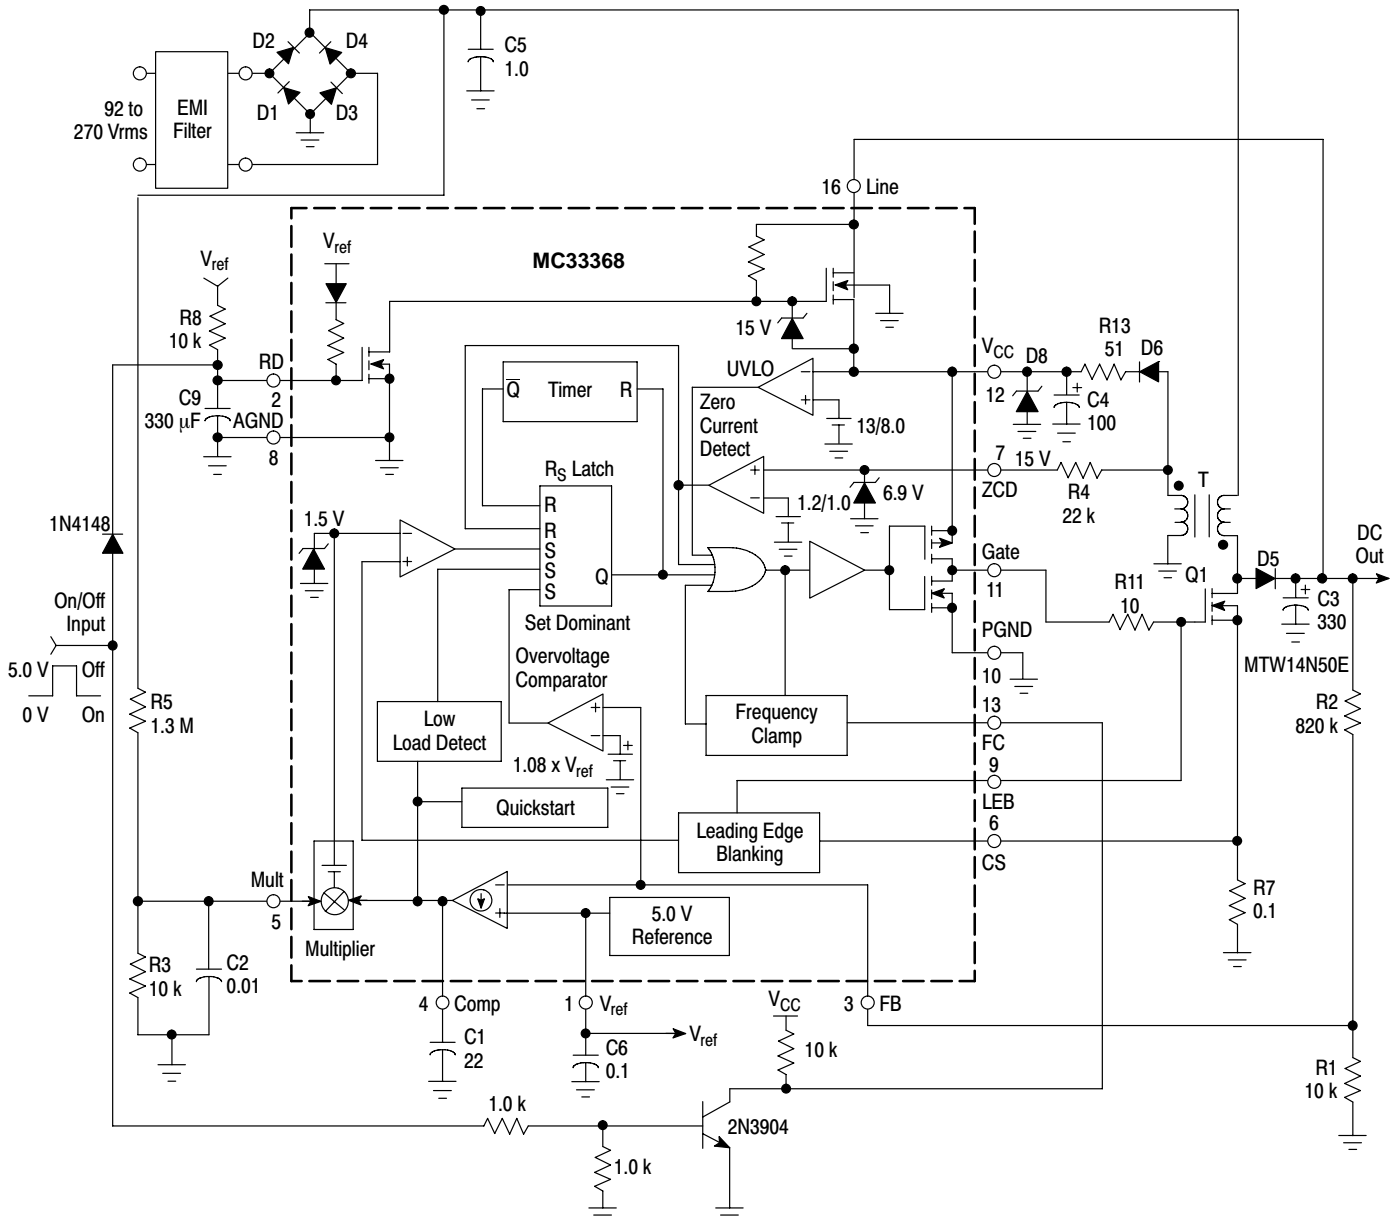 D2
D4
C5
1.0
92 to
270 Vrms
EMI
Filter
D1
D3
16
Line
MC33368
Vref
Vref
R8
10 k
RD
2
C9
330 μF
AGND
8
15 V
UVLO
13/8.0
VCC
12
D8
R13
51
D6
C4
100
+
Q̅
Timer
R
Zero
Current
Detect
7
15 V
ZCD
R4
22 k
T
6.9 V
1.2/1.0
RS Latch
R
R
S
S
S
Q
Set Dominant
1.5 V
1N4148
On/Off
Input
5.0 V
Off
0 V
On
Gate
11
R11
10
Q1
D5
DC
Out
C3
330
+
MTW14N50E
PGND
10
R5
1.3 M
Overvoltage
Comparator
Low
Load Detect
1.08 x Vref
Frequency
Clamp
13
FC
R2
820 k
9
LEB
Quickstart
Leading Edge
Blanking
6
CS
Mult
5
Multiplier
5.0 V
Reference
R7
0.1
R3
10 k
C2
0.01
4
Comp
1
Vref
VCC
3
FB
C1
22
Vref
C6
0.1
10 k
R1
10 k
1.0 k
2N3904
1.0 k